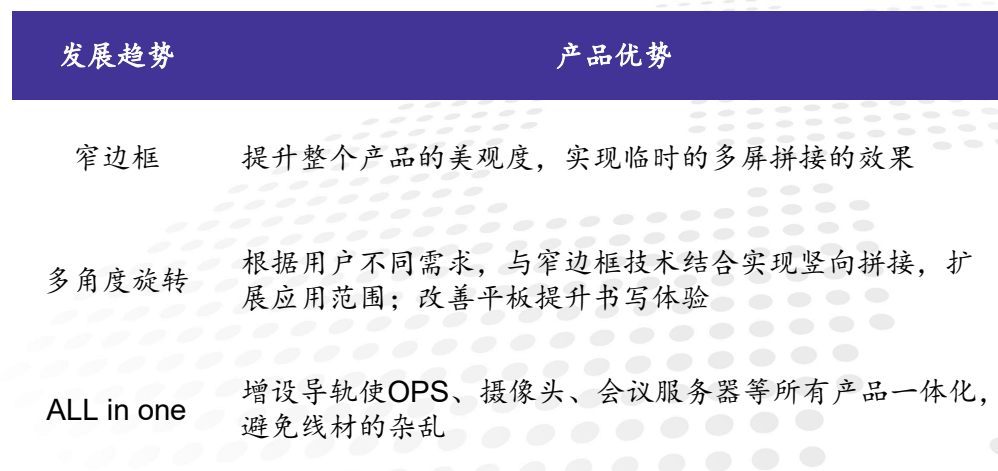 发展趋势 产品优势
窄边框 提升整个产品的美观度，实现临时的多屏拼接的效果
多角度旋转 根据用户不同需求，与窄边框技术结合实现竖向拼接，扩
展应用范围；改善平板提升书写体验
ALL in one 增设导轨使OPS、摄像头、会议服务器等所有产品一体化，
避免线材的杂乱